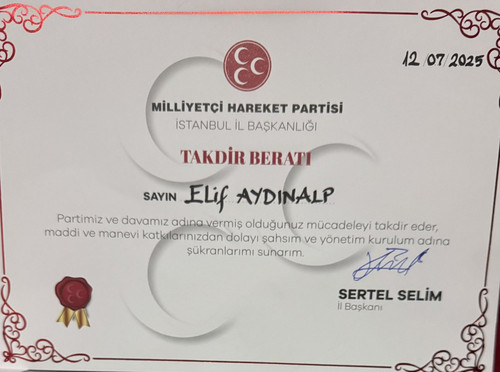 12/07/2025
MİLLİYETÇİ HAREKET PARTİSİ
İSTANBUL İL BAŞKANLIĞI
TAKDİR BERATI
SAYIN Elif AYDINALP
Partimiz ve davamız adına vermiş olduğunuz mücadeleyi takdir eder,
maddi ve manevi katkılarınızdan dolayı şahsım ve yönetim kurulum adına
şükranlarımı sunarım.
SERTEL SELİM
İl Başkanı